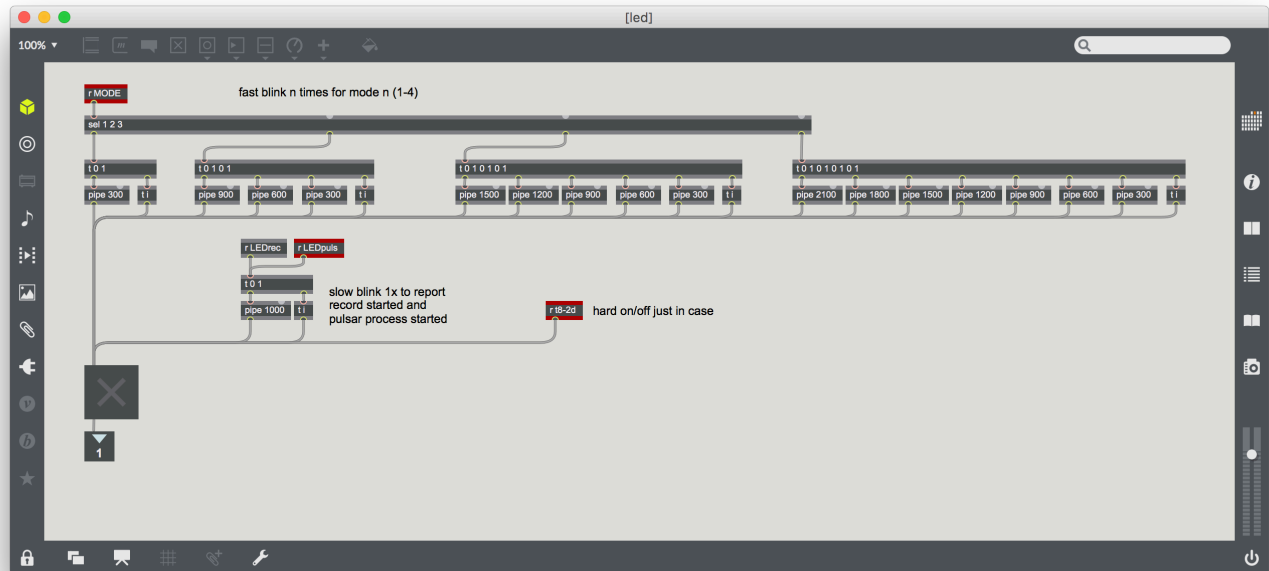 [led]
100%
r MODE
fast blink n times for mode n (1-4)
sel 1 2 3
t 0 1
t 0 1 0 1
t 0 1 0 1 0 1
t 0 1 0 1 0 1 0 1
pipe 300
t i
pipe 900
pipe 600
pipe 300
t i
pipe 1500
pipe 1200
pipe 900
pipe 600
pipe 300
t i
pipe 2100
pipe 1800
pipe 1500
pipe 1200
pipe 900
pipe 600
pipe 300
t i
r LEDrec
r LEDpuls
t 0 1
pipe 1000
t i
slow blink 1x to report
record started and
pulsar process started
r t8-2d
hard on/off just in case
1